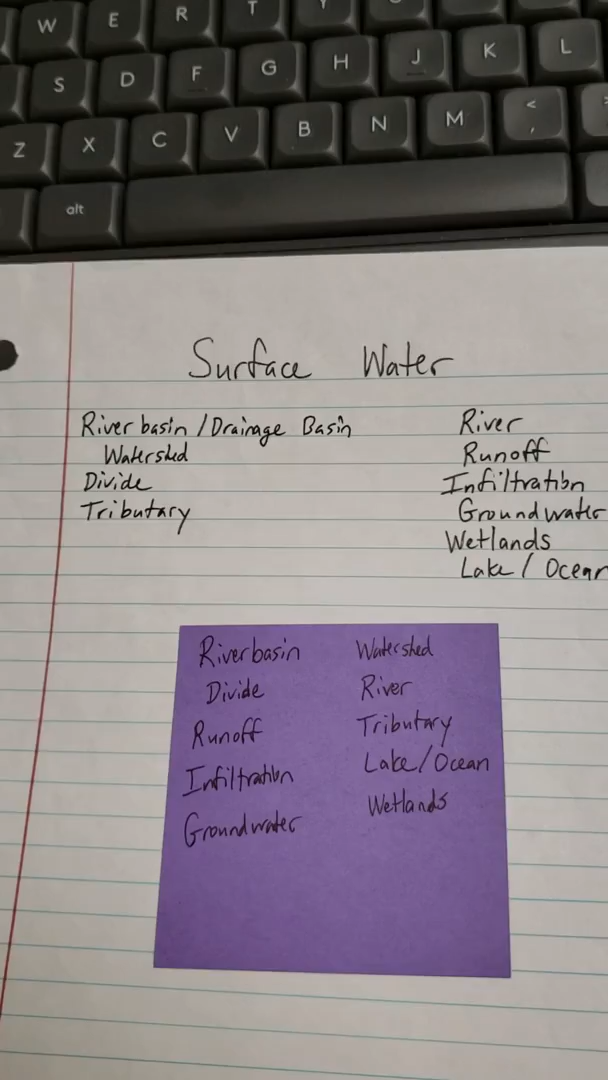 W E R T Y
S D F G H J K L
Z X C V B N M < ,
alt
Surface Water
River basin / Drainage Basin
Watershed
Divide
Tributary
River
Runoff
Infiltration
Groundwater
Wetlands
Lake / Ocean
Riverbasin
Divide
Runoff
Infiltration
Groundwater
Watershed
River
Tributary
Lake/Ocean
Wetlands